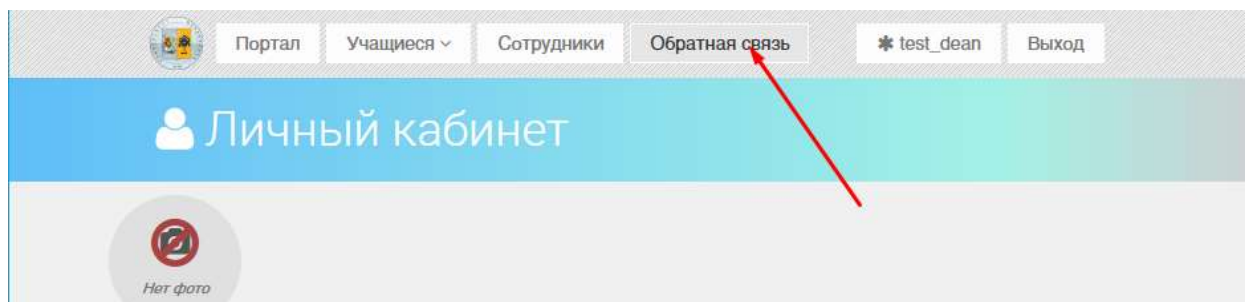 Портал Учащиеся Сотрудники Обратная связь test_dean Выход
Личный кабинет
Нет фото